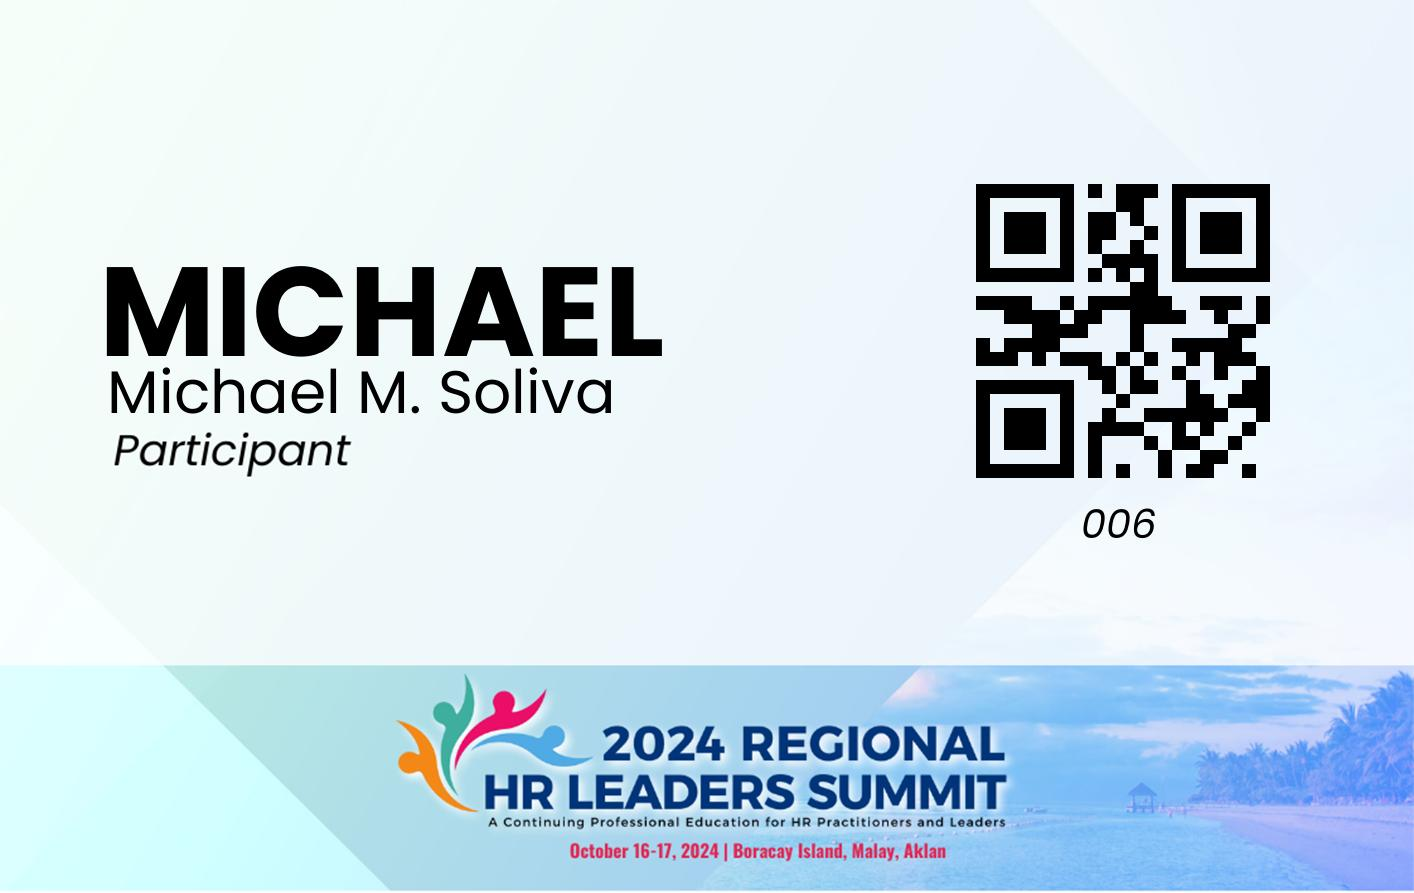 MICHAEL
Michael M. Soliva
Participant
006
2024 REGIONAL
HR LEADERS SUMMIT
A Continuing Professional Education for HR Practitioners and Leaders
October 16-17, 2024 | Boracay Island, Malay, Aklan